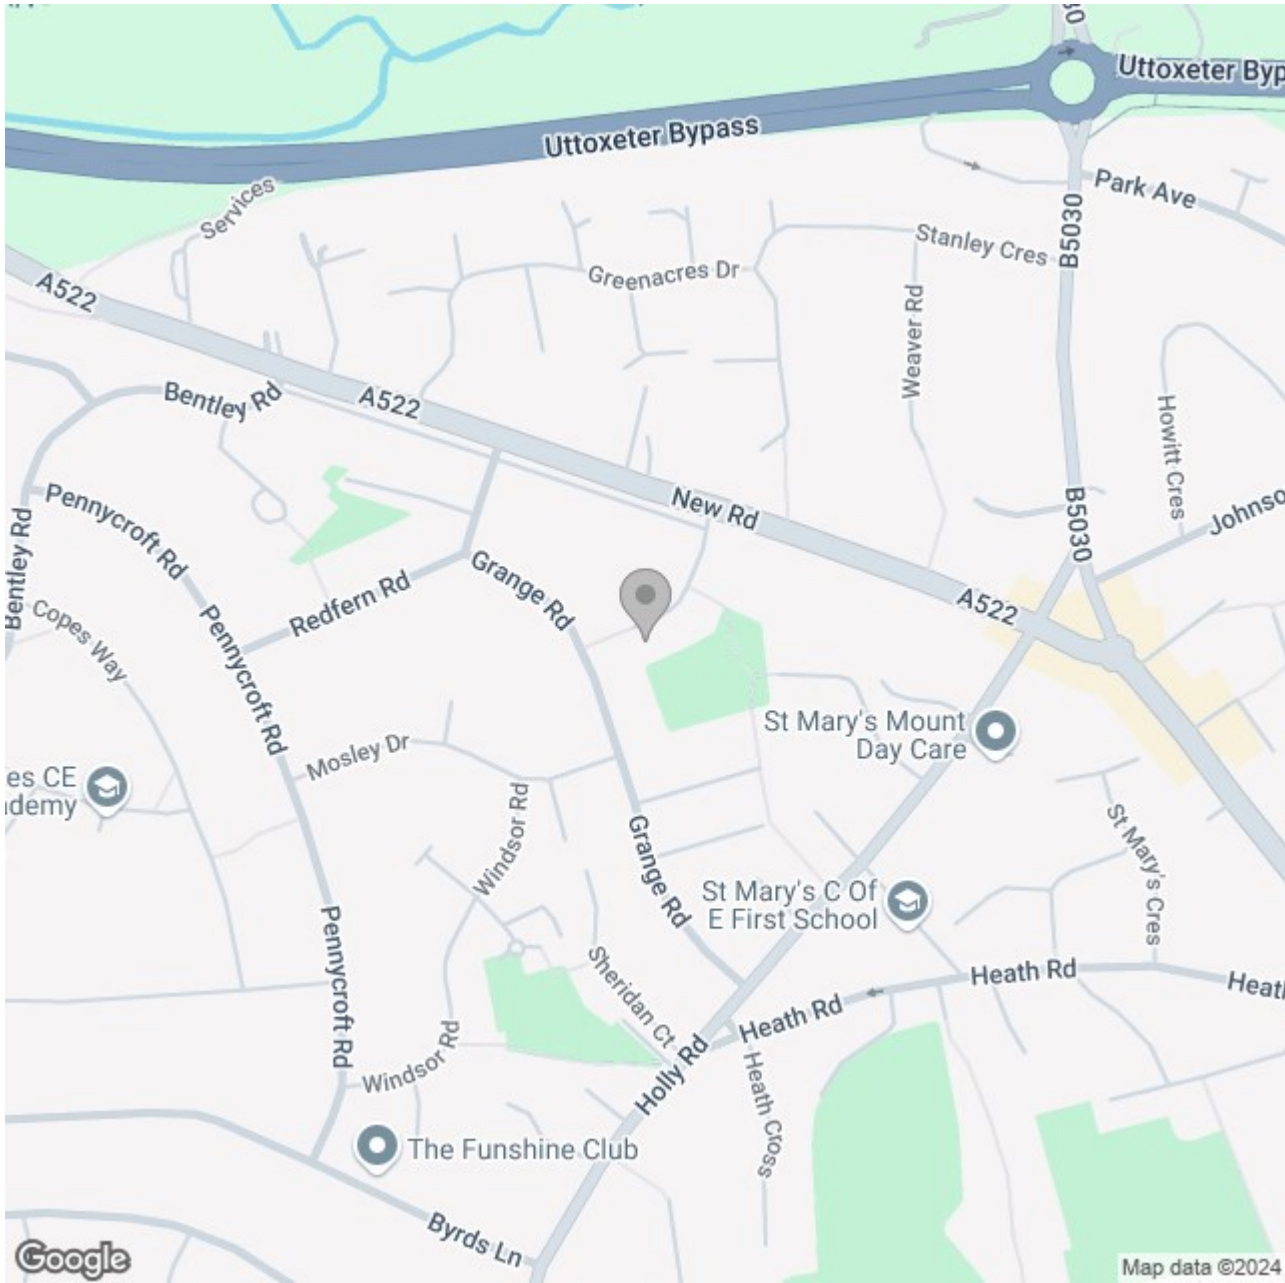 30
Uttoxeter Byp
Uttoxeter Bypass
Park Ave
Services
B5030
Stanley Cres
Greenacres Dr
A522
Weaver Rd
Bentley Rd
A522
Howitt Cres
Pennycroft Rd
New Rd
B5030
Johnso
Bentley Rd
Grange Rd
Redfern Rd
A522
Copes Way
Pennycroft Rd
St Mary's Mount
Day Care
Mosley Dr
es CE
demy
Windsor Rd
Grange Rd
St Mary's Cres
St Mary's C Of
E First School
Pennycroft Rd
Sheridan Ct
Heath Rd
Heath
Heath Rd
Windsor Rd
Holly Rd
Heath Cross
The Funshine Club
Byrds Ln
Google
Map data ©2024